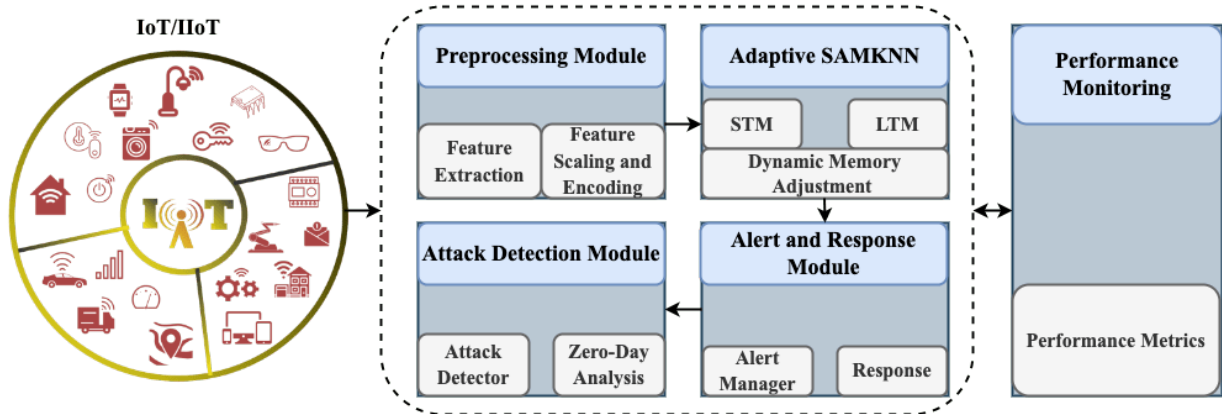 IoT/IIoT
IoT
Preprocessing Module
Feature
Extraction
Feature
Scaling and
Encoding
Adaptive SAMKNN
STM
LTM
Dynamic Memory
Adjustment
Attack Detection Module
Attack
Detector
Zero-Day
Analysis
Alert and Response
Module
Alert
Manager
Response
Performance
Monitoring
Performance Metrics